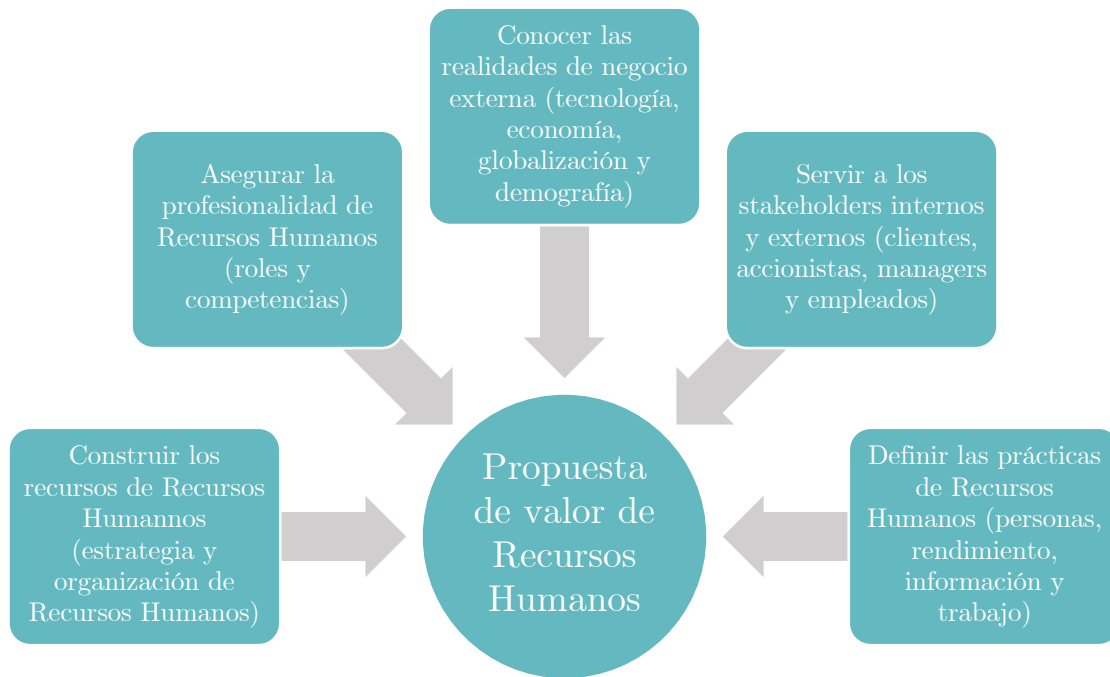 Conocer las
realidades de negocio
externa (tecnología,
economía,
globalización y
demografía)
Asegurar la
profesionalidad de
Recursos Humanos
(roles y
competencias)
Servir a los
stakeholders internos
y externos (clientes,
accionistas, managers
y empleados)
Construir los
recursos de Recursos
Humannos
(estrategia y
organización de
Recursos Humanos)
Propuesta
de valor de
Recursos
Humanos
Definir las prácticas
de Recursos
Humanos (personas,
rendimiento,
información y
trabajo)